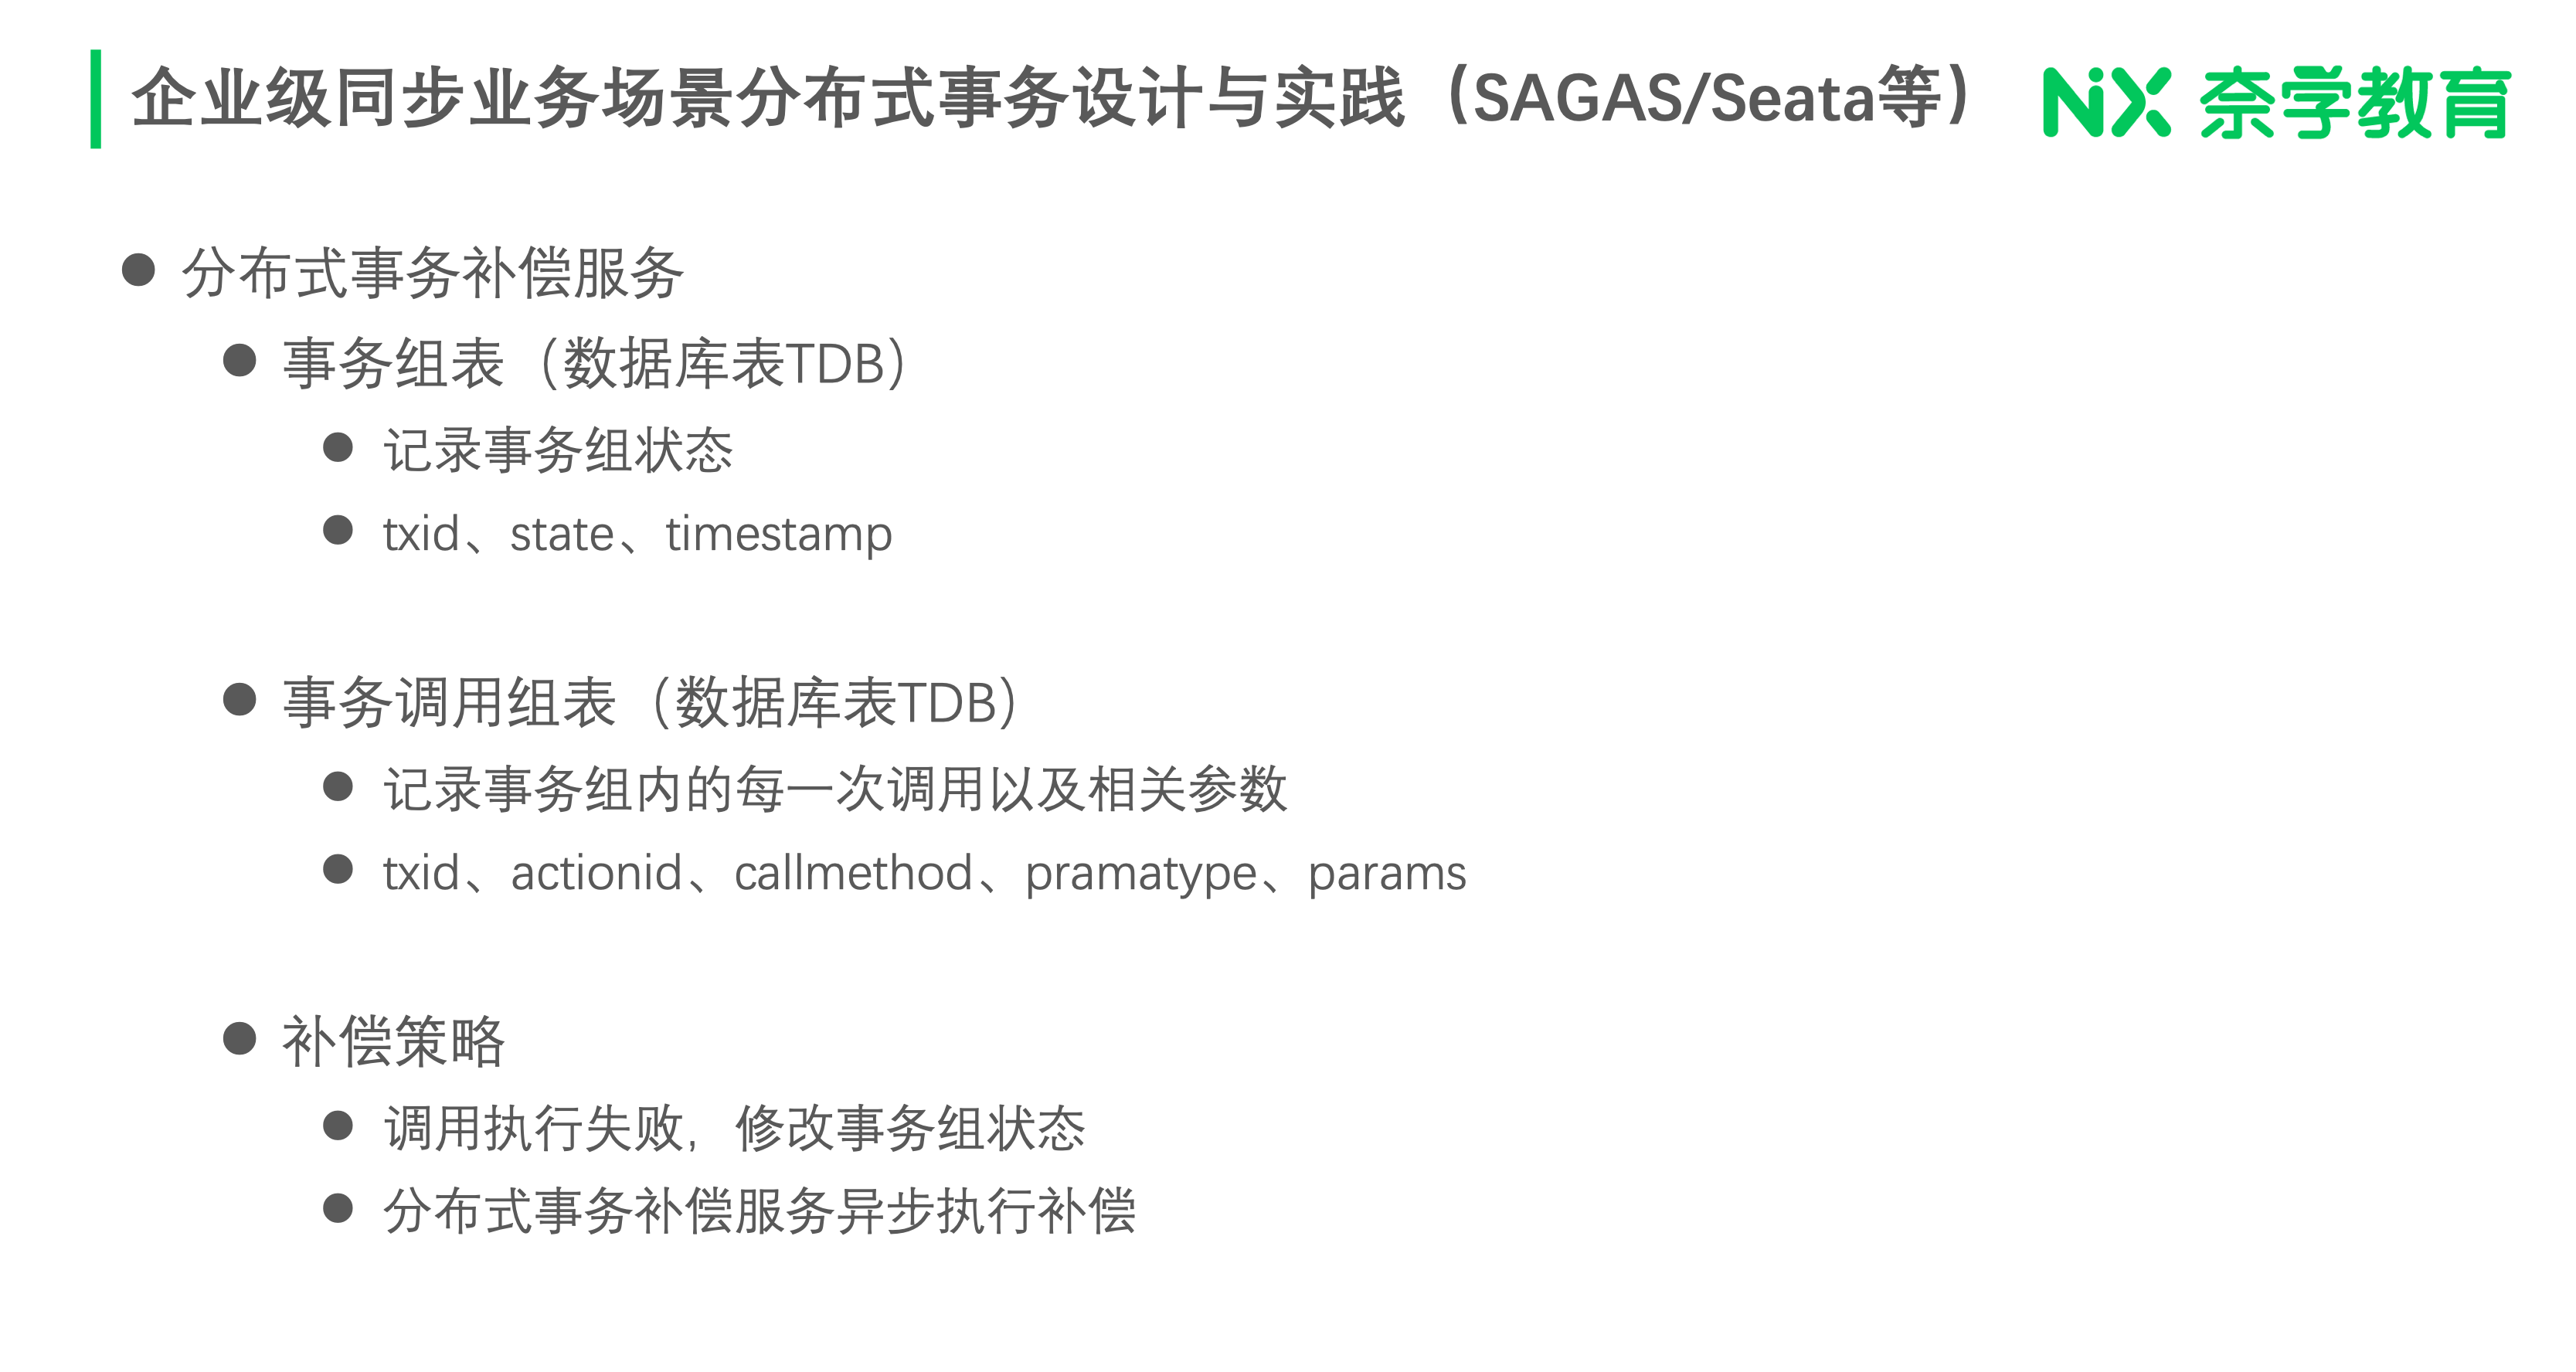 企业级同步业务场景分布式事务设计与实践（SAGAS/Seata等）
NiX 奈学教育
分布式事务补偿服务
事务组表（数据库表TDB）
记录事务组状态
txid、state、timestamp
事务调用组表（数据库表TDB）
记录事务组内的每一次调用以及相关参数
txid、actionid、callmethod、pramatype、params
补偿策略
调用执行失败，修改事务组状态
分布式事务补偿服务异步执行补偿